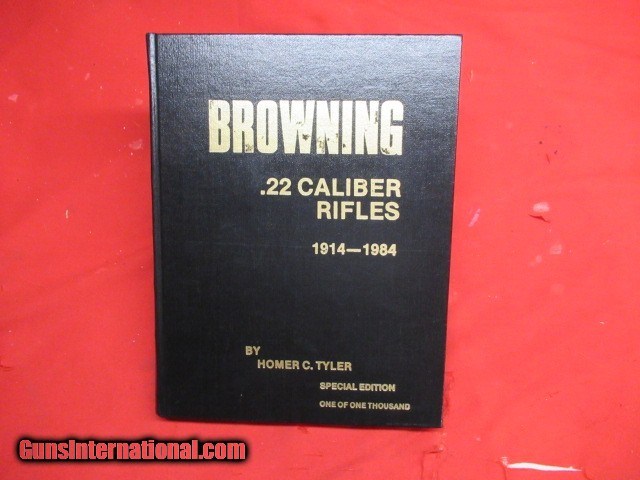 BROWNING
.22 CALIBER
RIFLES
1914—1984
BY
HOMER C. TYLER
SPECIAL EDITION
ONE OF ONE THOUSAND
GunsInternational.com